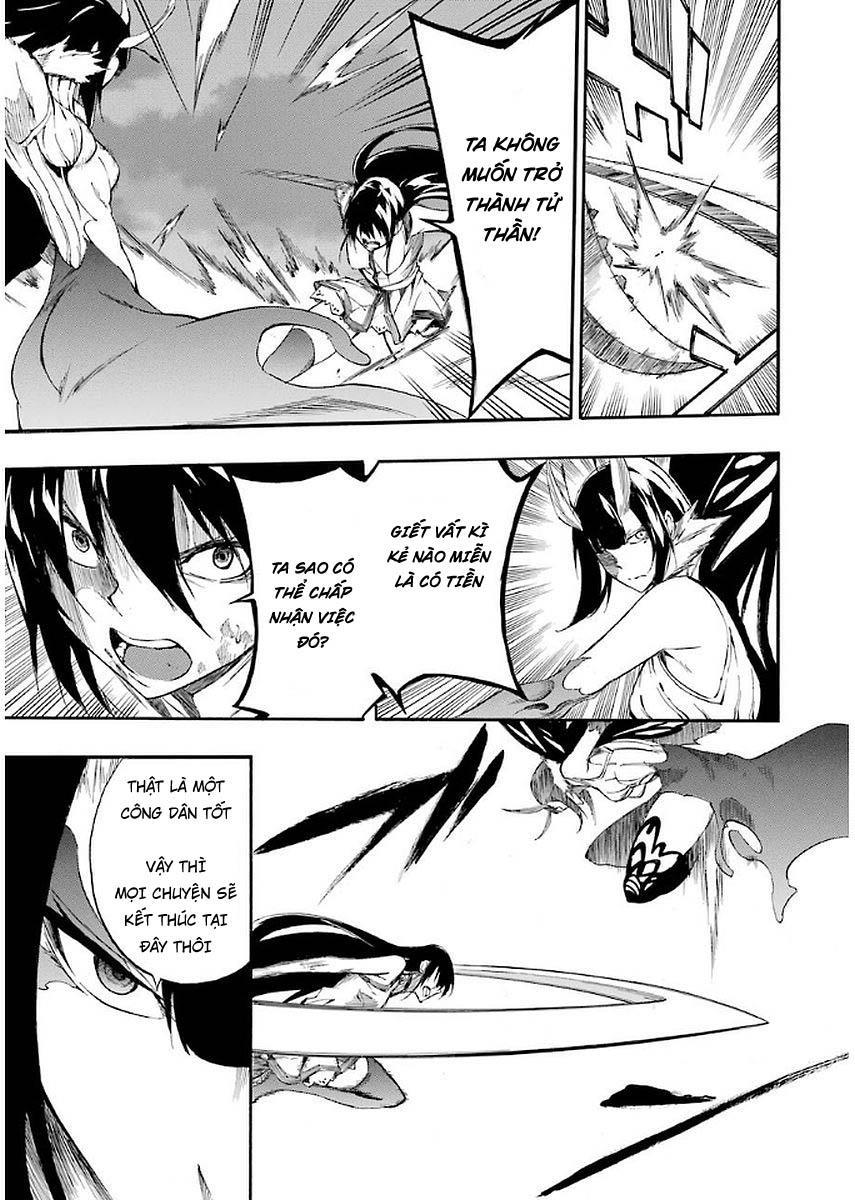 TA KHÔNG
MUỐN TRỞ
THÀNH TỬ
THẦN!
GIẾT VẤT KÌ
KẺ NÀO MIỄN
LÀ CÓ TIỀN
TA SAO CÓ
THỂ CHẤP
NHẬN VIỆC
ĐÓ?
THẬT LÀ MỘT
CÔNG DÂN TỐT
VẬY THÌ
MỌI CHUYỆN SẼ
KẾT THÚC TẠI
ĐÂY THÔI